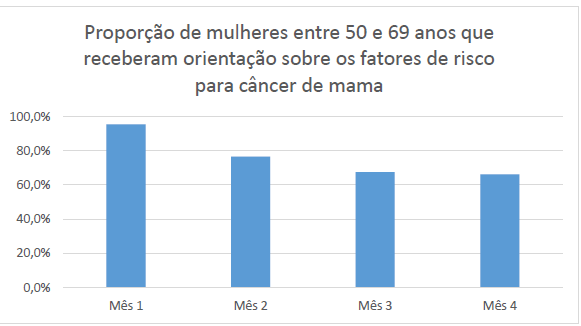 Proporção de mulheres entre 50 e 69 anos que
receberam orientação sobre os fatores de risco
para câncer de mama
100,0%
80,0%
60,0%
40,0%
20,0%
0,0%
Mês 1 Mês 2 Mês 3 Mês 4